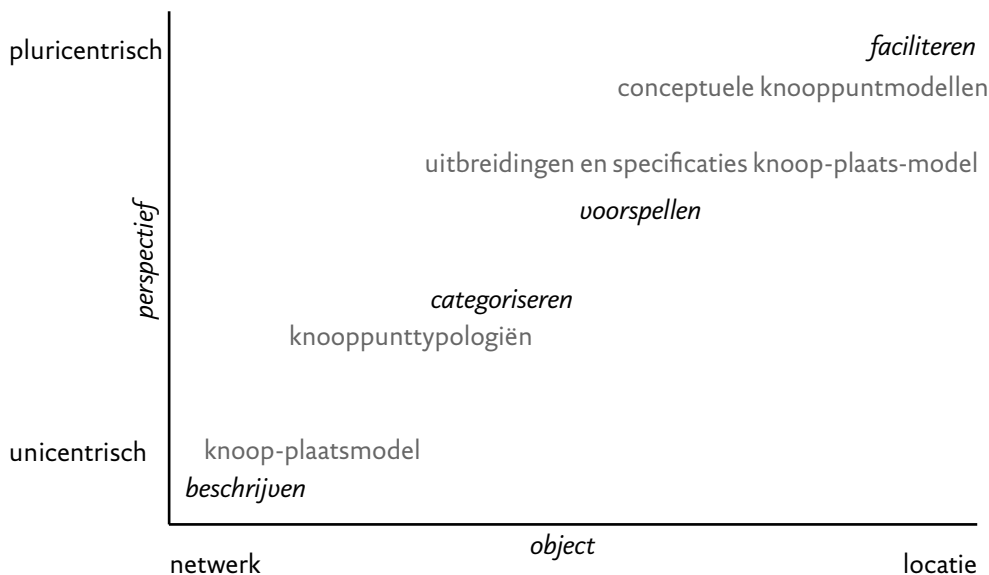 pluricentrisch
faciliteren
conceptuele knooppuntmodellen
uitbreidingen en specificaties knoop-plaats-model
voorspellen
perspectief
categoriseren
knooppunttypologiën
unicentrisch
knoop-plaatsmodel
beschrijven
object
netwerk
locatie